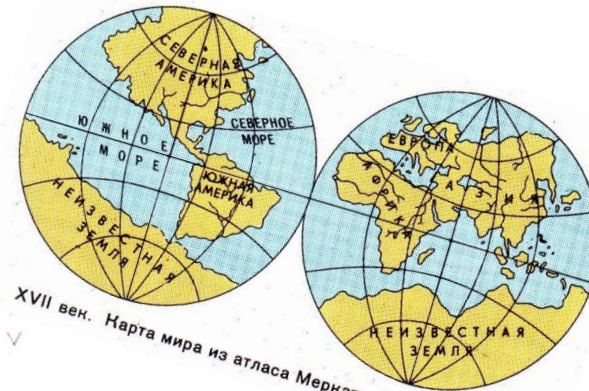 СЕВЕРНАЯ
АМЕРИКА
ЮЖНОЕ
МОРЕ
СЕВЕРНОЕ
МОРЕ
ЮЖНАЯ
АМЕРИКА
НЕИЗВЕСТНАЯ
ЗЕМЛЯ
ЕВРОПА
АФРИКА
АЗИЯ
НЕИЗВЕСТНАЯ
ЗЕМЛЯ
XVII век. Карта мира из атласа